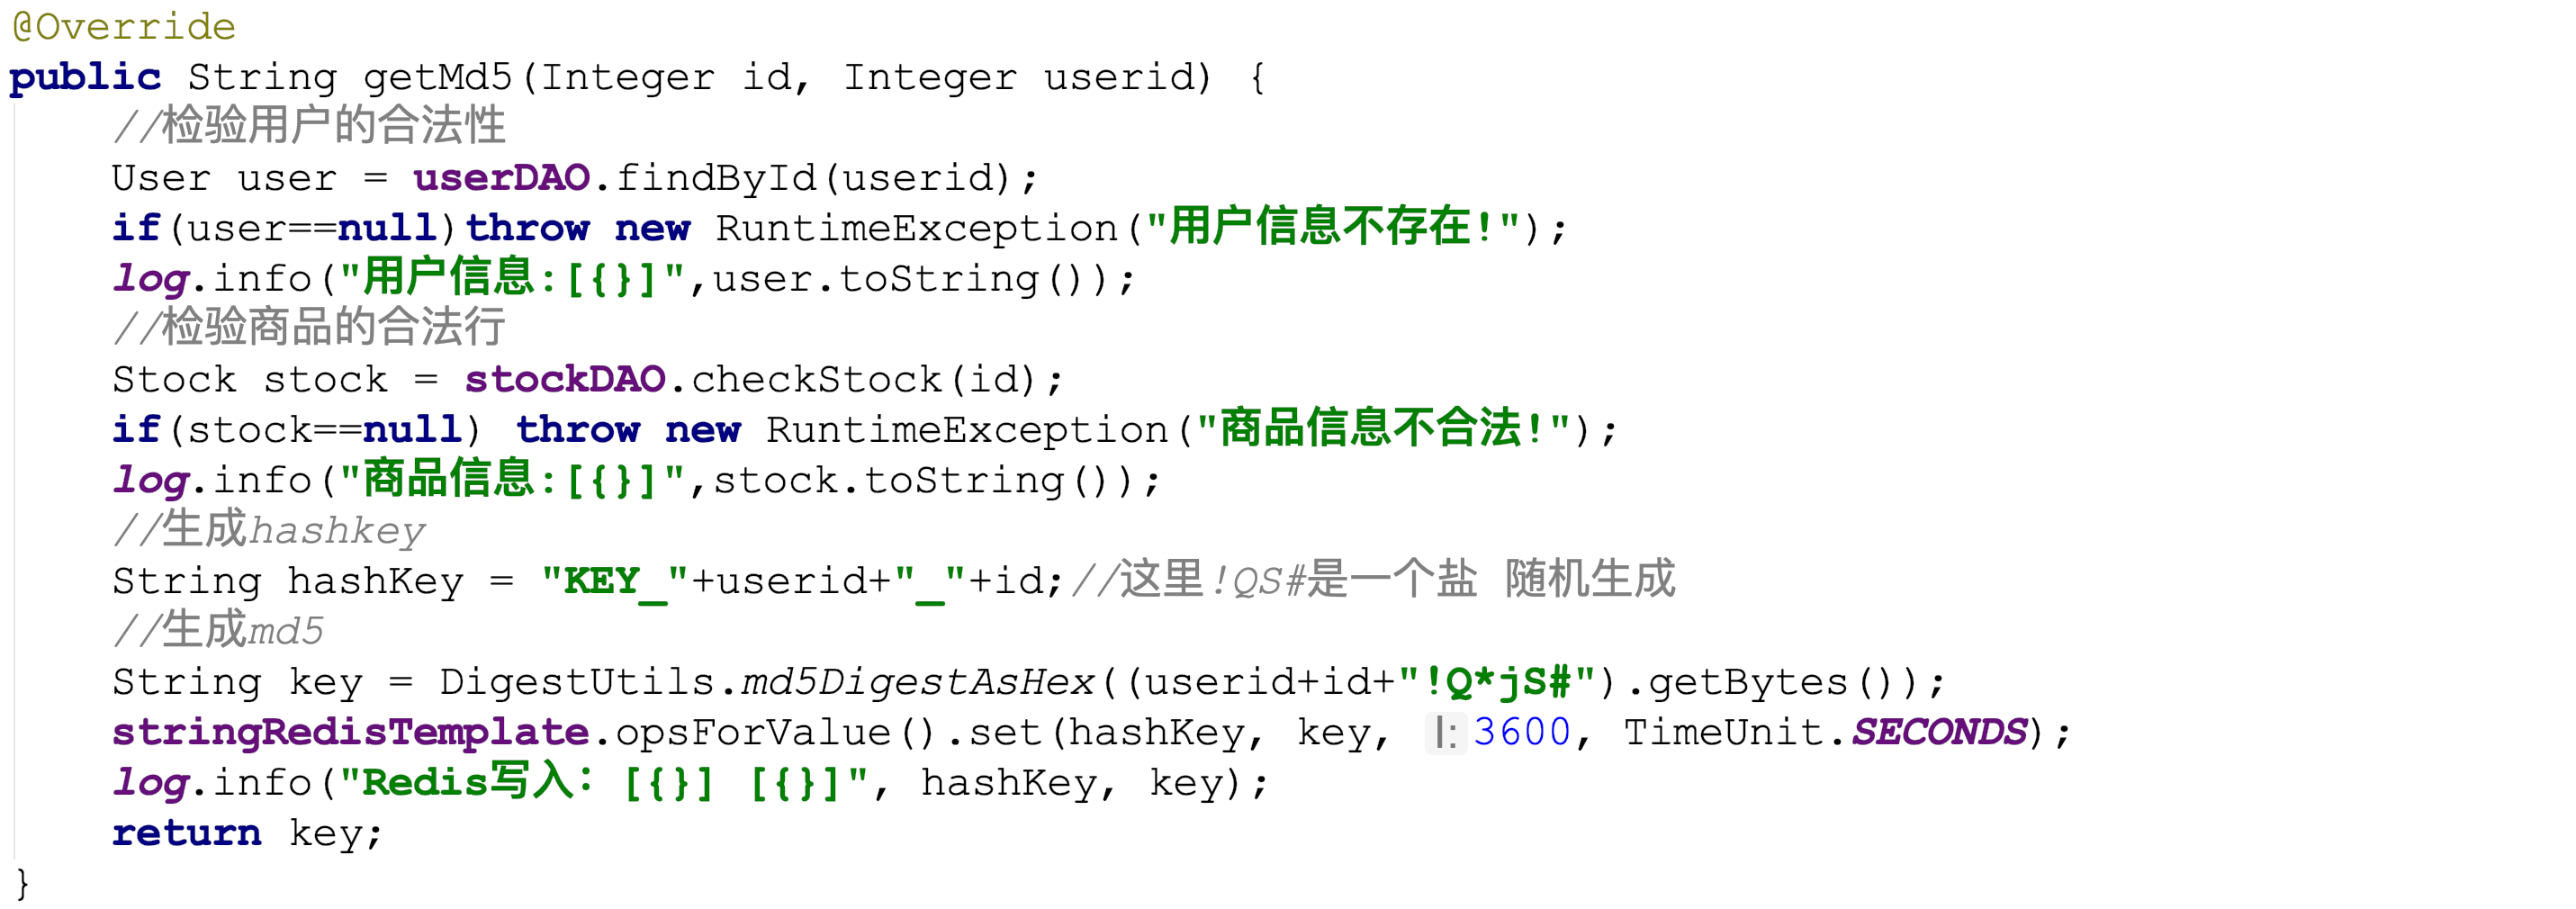 @Override
public String getMd5(Integer id, Integer userid) {
//检验用户的合法性
User user = userDAO.findById(userid);
if(user==null)throw new RuntimeException("用户信息不存在!");
log.info("用户信息:[{}]",user.toString());
//检验商品的合法行
Stock stock = stockDAO.checkStock(id);
if(stock==null) throw new RuntimeException("商品信息不合法!");
log.info("商品信息:[{}]",stock.toString());
//生成hashkey
String hashKey = "KEY_"+userid+"_"+id;//这里!QS#是一个盐 随机生成
//生成md5
String key = DigestUtils.md5DigestAsHex((userid+id+"!Q*jS#").getBytes());
stringRedisTemplate.opsForValue().set(hashKey, key, l:3600, TimeUnit.SECONDS);
log.info("Redis写入：[{}] [{}]", hashKey, key);
return key;
}